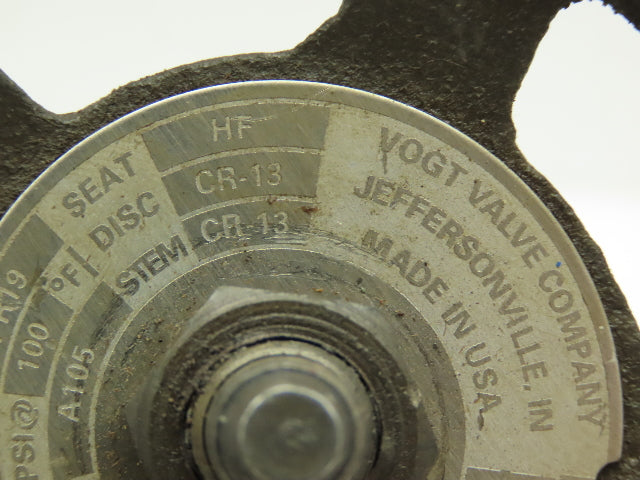 SEAT HF
DISC CR-13
STEM CR-13
VOGT VALVE COMPANY
JEFFERSONVILLE, IN
MADE IN USA
°F 100
PSI@
A105